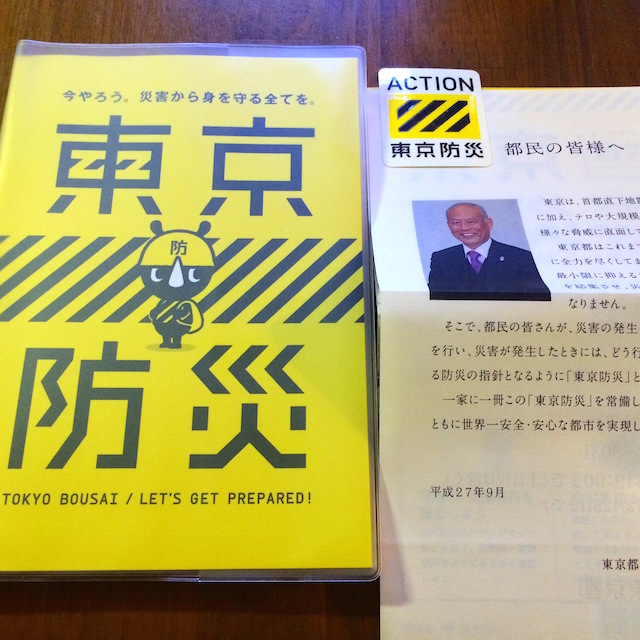 今やろう。災害から身を守る全てを。
東京
防
防災
TOKYO BOUSAI / LET'S GET PREPARED!
ACTION
東京防災
都民の皆様へ
東京は、首都直下地
に加え、テロや大規模
様々な脅威に直面して
東京都はこれま
に全力を尽くしてま
最小限に抑える
を結集させ、
なりません。
そこで、都民の皆さんが、災害の発生
を行い、災害が発生したときには、どう行
る防災の指針となるように「東京防災」と
一家に一冊この「東京防災」を常備し
ともに世界一安全・安心な都市を実現し
平成27年9月
東京都